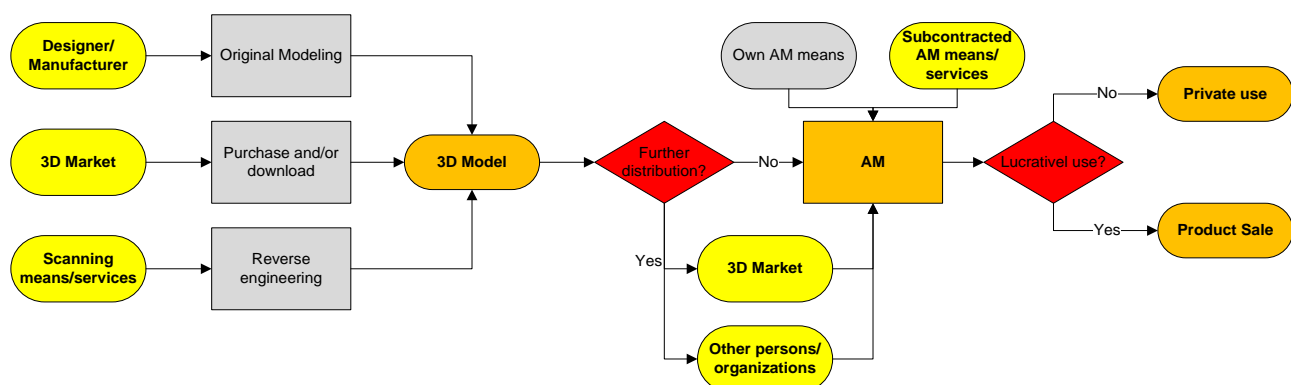 Designer/
Manufacturer
Original Modeling
Own AM means
Subcontracted
AM means/
services
3D Market
Purchase and/or
download
3D Model
Further
distribution?
No
AM
Lucrativel use?
No
Private use
Yes
Product Sale
Scanning
means/services
Reverse
engineering
Yes
3D Market
Other persons/
organizations